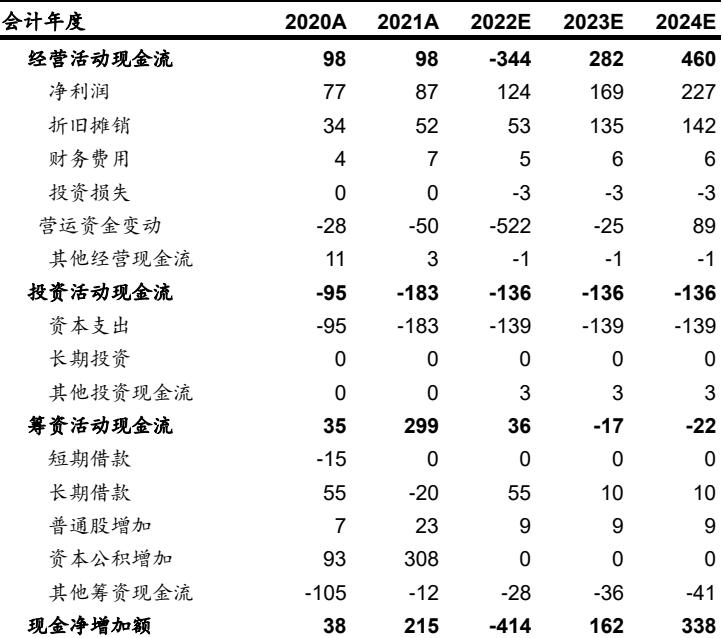 会计年度 2020A 2021A 2022E 2023E 2024E
经营活动现金流 98 98 -344 282 460
净利润 77 87 124 169 227
折旧摊销 34 52 53 135 142
财务费用 4 7 5 6 6
投资损失 0 0 -3 -3 -3
营运资金变动 -28 -50 -522 -25 89
其他经营现金流 11 3 -1 -1 -1
投资活动现金流 -95 -183 -136 -136 -136
资本支出 -95 -183 -139 -139 -139
长期投资 0 0 0 0 0
其他投资现金流 0 0 3 3 3
筹资活动现金流 35 299 36 -17 -22
短期借款 -15 0 0 0 0
长期借款 55 -20 55 10 10
普通股增加 7 23 9 9 9
资本公积增加 93 308 0 0 0
其他筹资现金流 -105 -12 -28 -36 -41
现金净增加额 38 215 -414 162 338